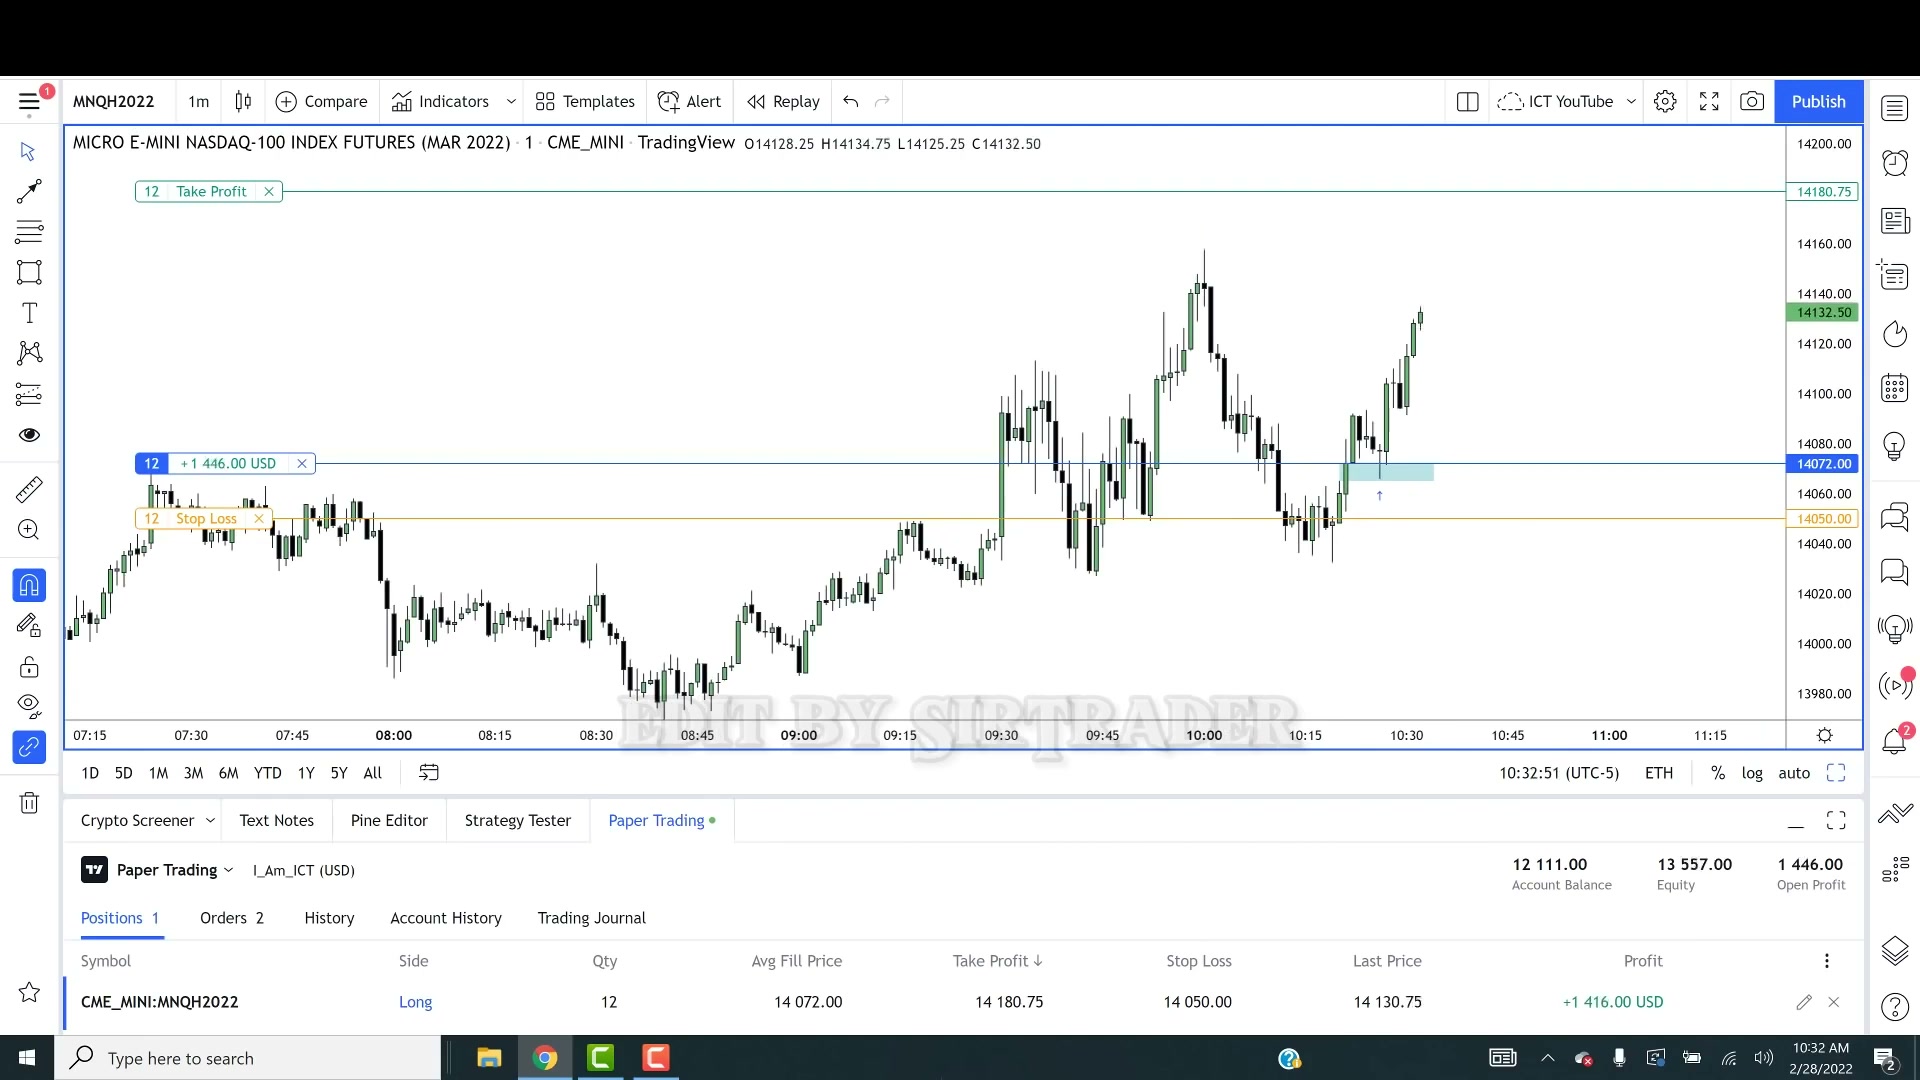 1
MNQH2022 1m Compare Indicators Templates Alert Replay ICT YouTube Publish
MICRO E-MINI NASDAQ-100 INDEX FUTURES (MAR 2022) · 1 · CME_MINI · TradingView O14128.25 H14134.75 L14125.25 C14132.50
14200.00
12 Take Profit 14180.75
14160.00
14140.00
14132.50
14120.00
14100.00
14080.00
12 +1 446.00 USD 14072.00
14060.00
12 Stop Loss 14050.00
14040.00
14020.00
14000.00
13980.00
EDIT BY SIRTRADER
07:15 07:30 07:45 08:00 08:15 08:30 08:45 09:00 09:15 09:30 09:45 10:00 10:15 10:30 10:45 11:00 11:15
2
1D 5D 1M 3M 6M YTD 1Y 5Y All 10:32:51 (UTC-5) ETH % log auto
Crypto Screener Text Notes Pine Editor Strategy Tester Paper Trading
Paper Trading I_Am_ICT (USD)
12 111.00 13 557.00 1 446.00
Account Balance Equity Open Profit
Positions 1 Orders 2 History Account History Trading Journal
Symbol Side Qty Avg Fill Price Take Profit Stop Loss Last Price Profit
CME_MINI:MNQH2022 Long 12 14 072.00 14 180.75 14 050.00 14 130.75 +1 416.00 USD
Type here to search
10:32 AM
2/28/2022
2